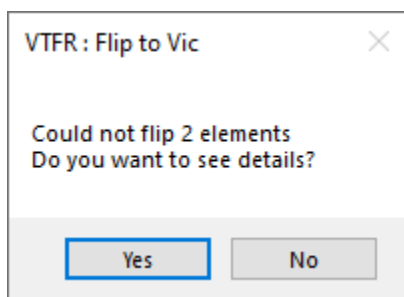 VTFR : Flip to Vic
Could not flip 2 elements
Do you want to see details?
Yes
No